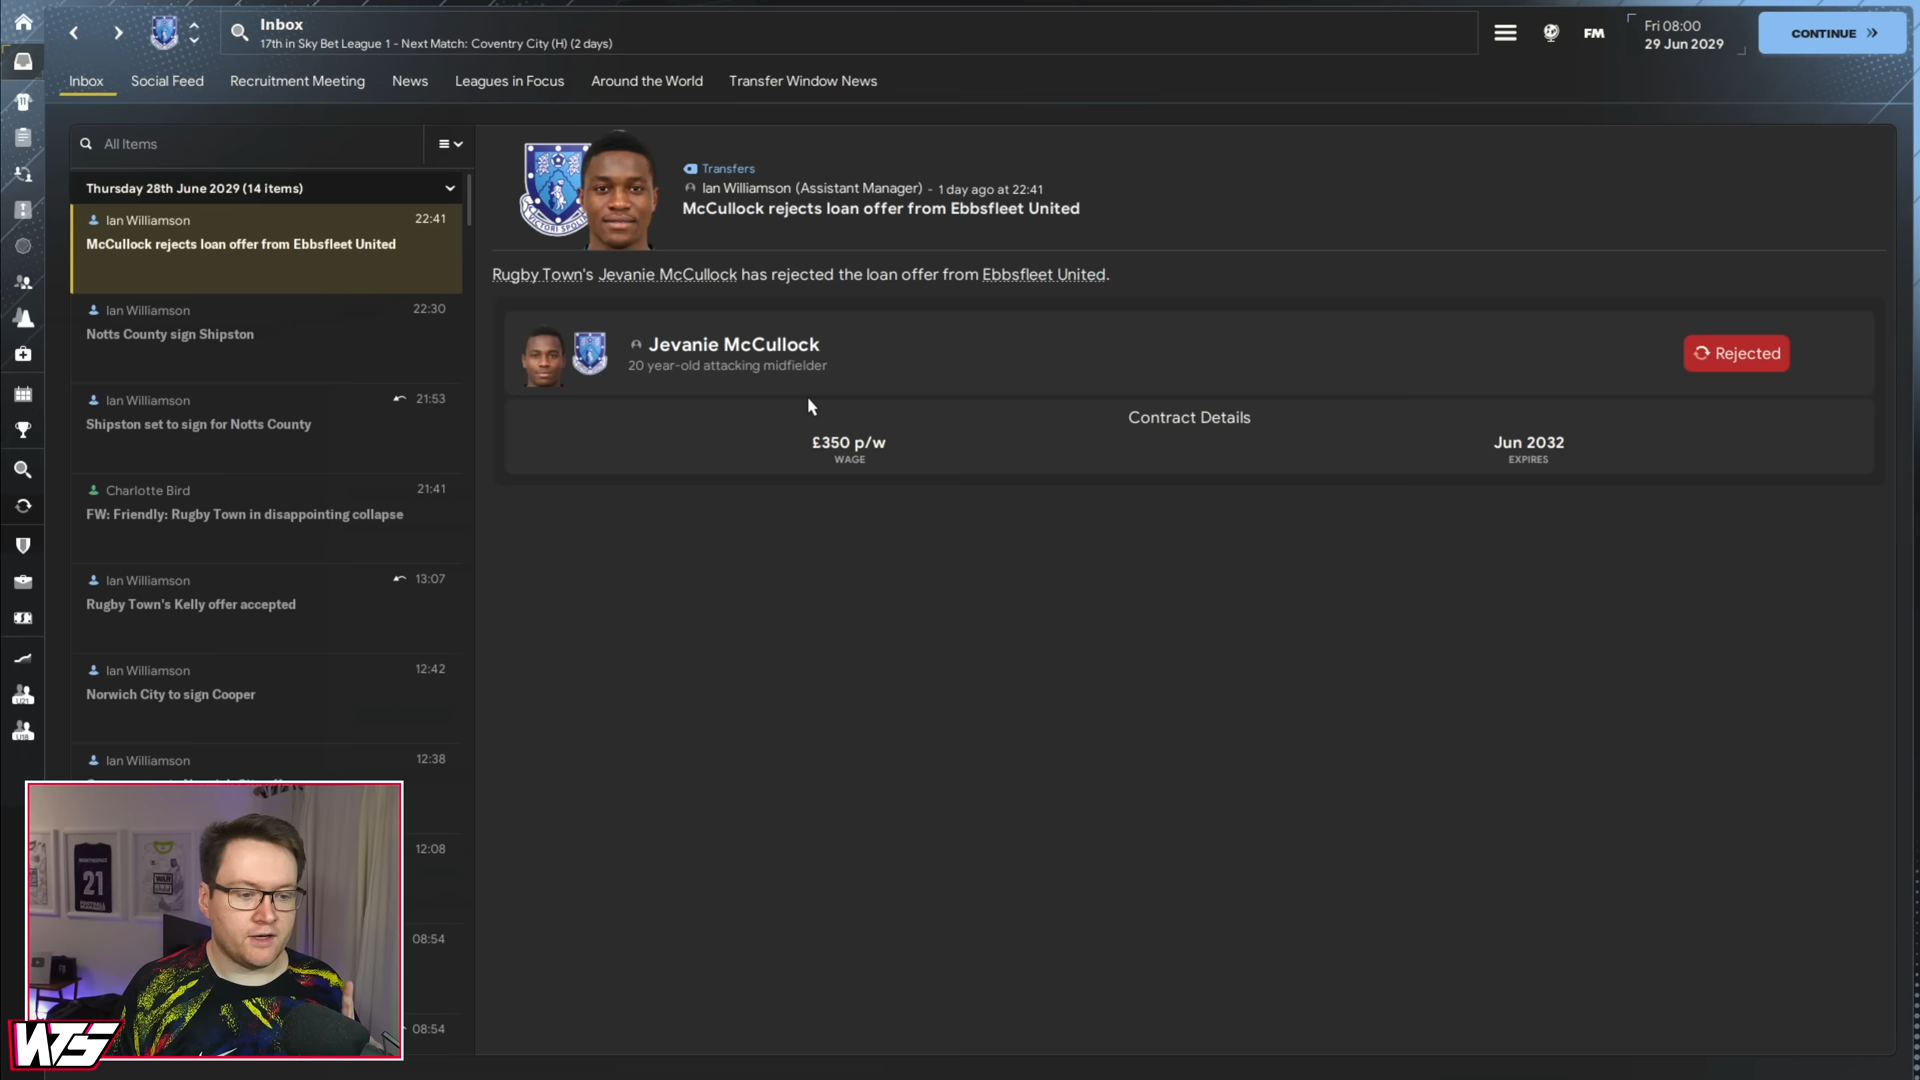 Inbox
17th in Sky Bet League 1 - Next Match: Coventry City (H) (2 days)
FM
Fri 08:00
29 Jun 2029
CONTINUE
Inbox
Social Feed
Recruitment Meeting
News
Leagues in Focus
Around the World
Transfer Window News
All Items
Thursday 28th June 2029 (14 items)
Ian Williamson
22:41
McCullock rejects loan offer from Ebbsfleet United
Ian Williamson
22:30
Notts County sign Shipston
Ian Williamson
21:53
Shipston set to sign for Notts County
Charlotte Bird
21:41
FW: Friendly: Rugby Town in disappointing collapse
Ian Williamson
13:07
Rugby Town's Kelly offer accepted
Ian Williamson
12:42
Norwich City to sign Cooper
Ian Williamson
12:38
12:08
08:54
08:54
Transfers
Ian Williamson (Assistant Manager) - 1 day ago at 22:41
McCullock rejects loan offer from Ebbsfleet United
Rugby Town's Jevanie McCullock has rejected the loan offer from Ebbsfleet United.
Jevanie McCullock
20 year-old attacking midfielder
Rejected
Contract Details
£350 p/w
WAGE
Jun 2032
EXPIRES
U21
U18
21
WTS